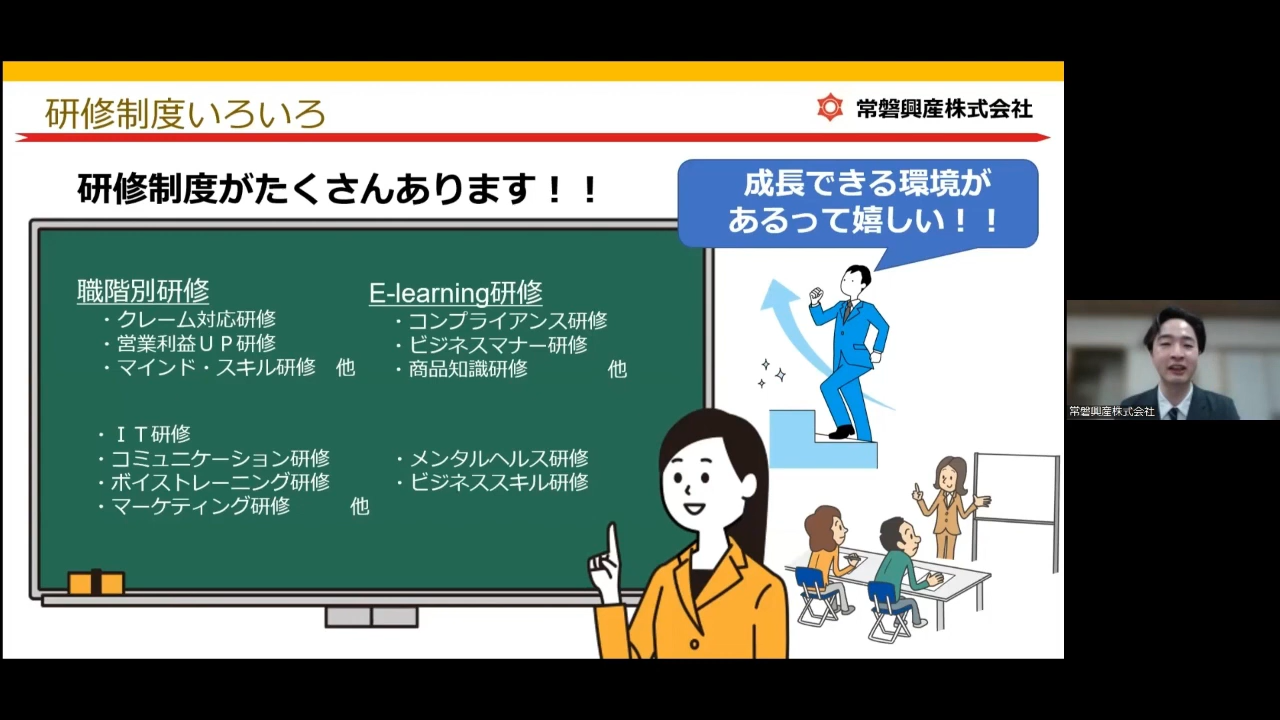 研修制度いろいろ
常磐興産株式会社
研修制度がたくさんあります！！
成長できる環境が
あるって嬉しい！！
職階別研修
・クレーム対応研修
・営業利益ＵＰ研修
・マインド・スキル研修　他
E-learning研修
・コンプライアンス研修
・ビジネスマナー研修
・商品知識研修　　　　他
・ＩＴ研修
・コミュニケーション研修
・ボイストレーニング研修
・マーケティング研修　　　他
・メンタルヘルス研修
・ビジネススキル研修
常磐興産株式会社